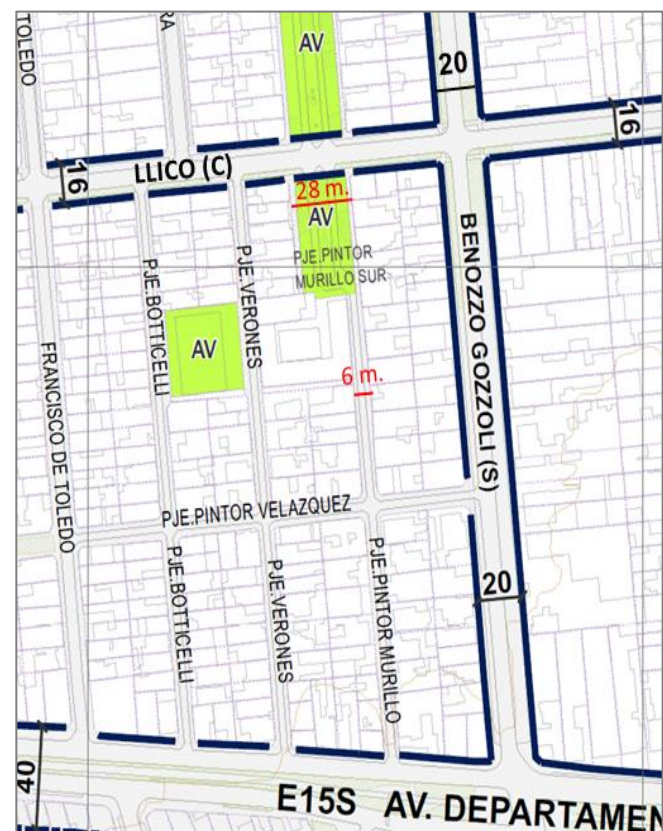 TOLEDO
RA
AV
20
16
16
LLICO (C)
28 m.
AV
PJE.PINTOR
MURILLO SUR
PJE.BOTTICELLI
PJE.VERONES
BENOZZO GOZZOLI (S)
AV
FRANCISCO DE TOLEDO
6 m.
PJE.PINTOR VELAZQUEZ
PJE.BOTTICELLI
PJE.VERONES
PJE.PINTOR MURILLO
20
40
E15S AV. DEPARTAMEN